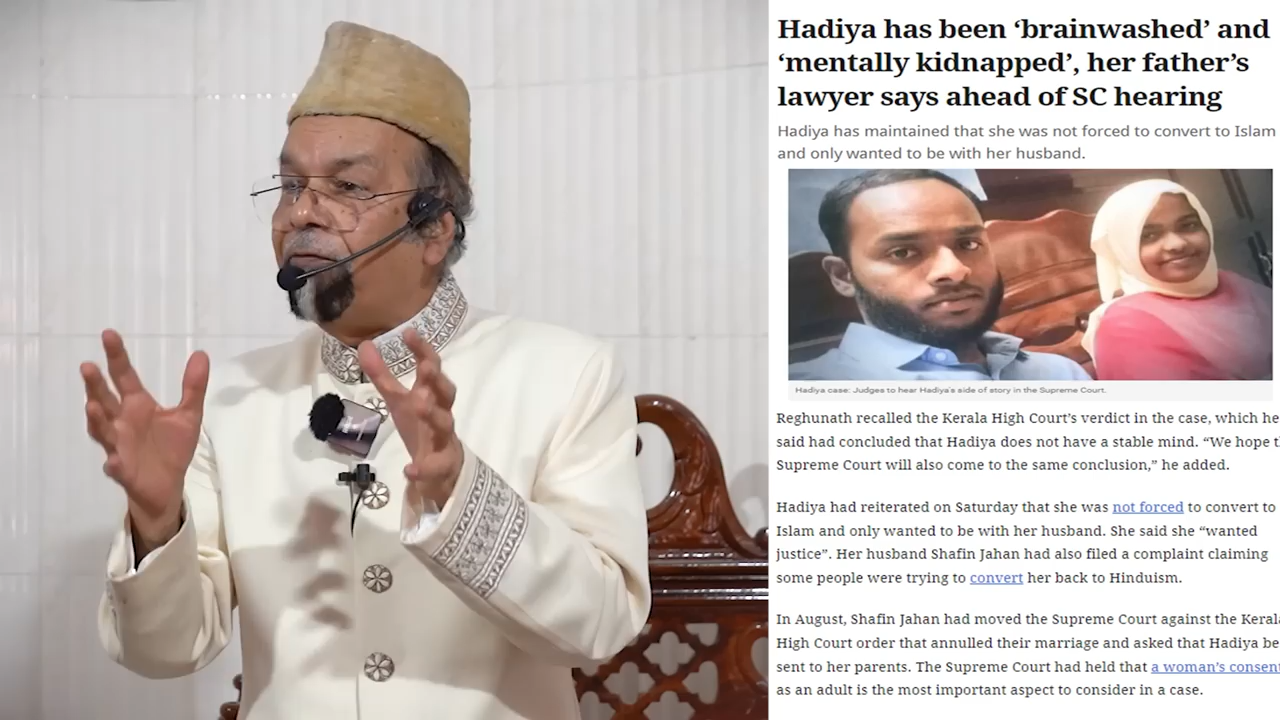 Hadiya has been ‘brainwashed’ and
‘mentally kidnapped’, her father’s
lawyer says ahead of SC hearing
Hadiya has maintained that she was not forced to convert to Islam
and only wanted to be with her husband.
Hadiya case: Judges to hear Hadiya's side of story in the Supreme Court.
Reghunath recalled the Kerala High Court’s verdict in the case, which he
said had concluded that Hadiya does not have a stable mind. “We hope
Supreme Court will also come to the same conclusion,” he added.
Hadiya had reiterated on Saturday that she was not forced to convert to
Islam and only wanted to be with her husband. She said she “wanted
justice”. Her husband Shafin Jahan had also filed a complaint claiming
some people were trying to convert her back to Hinduism.
In August, Shafin Jahan had moved the Supreme Court against the Kerala
High Court order that annulled their marriage and asked that Hadiya be
sent to her parents. The Supreme Court had held that a woman’s consent
as an adult is the most important aspect to consider in a case.